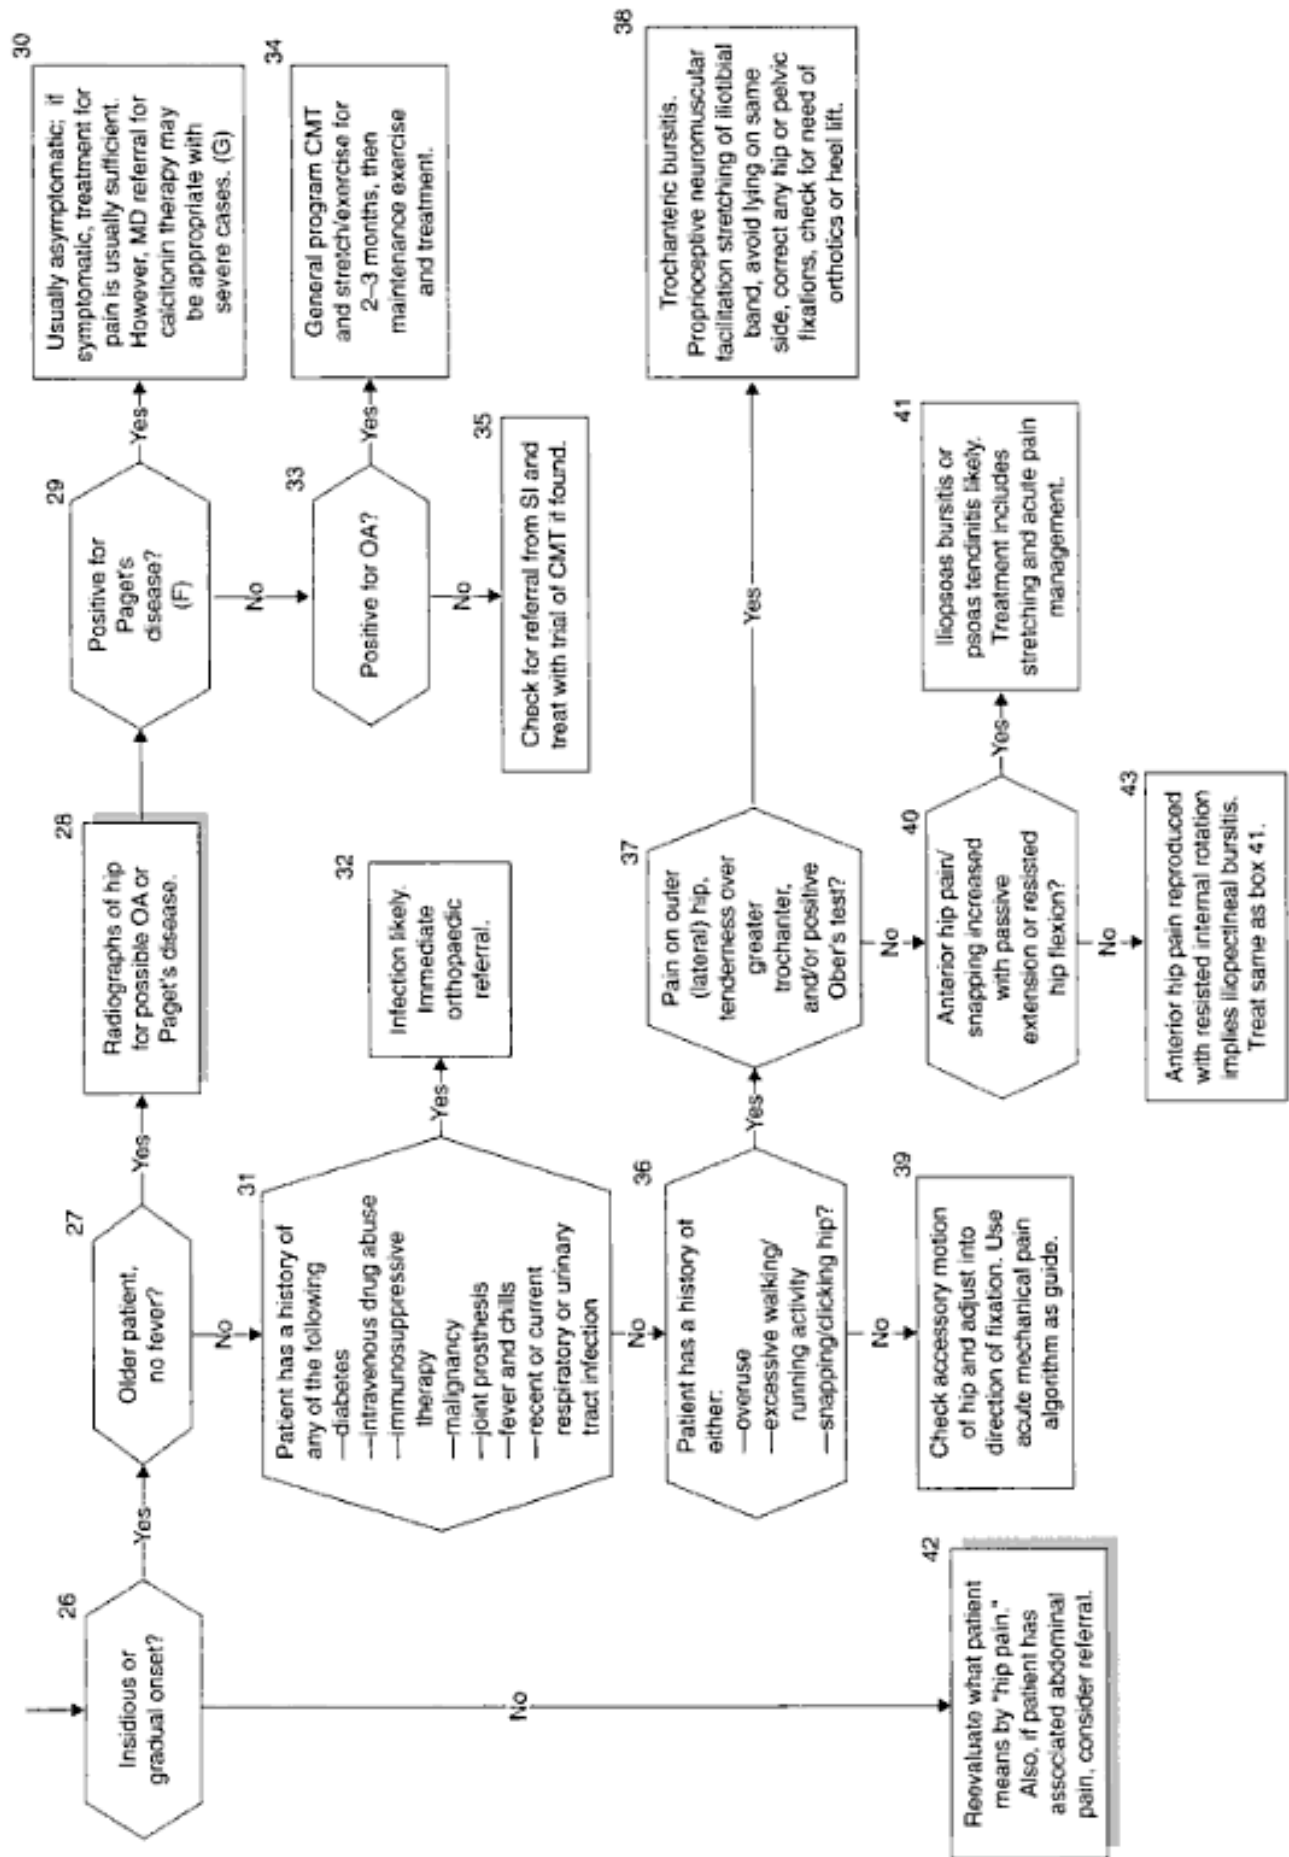 26
Insidious or
gradual onset?
Yes
No
27
Older patient,
no fever?
Yes
No
28
Radiographs of hip
for possible OA or
Paget's disease.
29
Positive for
Paget's
disease?
(F)
Yes
No
30
Usually asymptomatic; if
symptomatic, treatment for
pain is usually sufficient.
However, MD referral for
calcitonin therapy may
be appropriate with
severe cases. (G)
31
Patient has a history of
any of the following
—diabetes
—intravenous drug abuse
—immunosuppressive
therapy
—malignancy
—joint prosthesis
—fever and chills
—recent or current
respiratory or urinary
tract infection
Yes
No
32
Infection likely.
Immediate
orthopaedic
referral.
33
Positive for OA?
Yes
No
34
General program CMT
and stretch/exercise for
2–3 months, then
maintenance exercise
and treatment.
35
Check for referral from SI and
treat with trial of CMT if found.
36
Patient has a history of
either:
—overuse
—excessive walking/
running activity
—snapping/clicking hip?
Yes
No
37
Pain on outer
(lateral) hip,
tenderness over
greater
trochanter,
and/or positive
Ober's test?
Yes
No
38
Trochanteric bursitis.
Proprioceptive neuromuscular
facilitation stretching of iliotibial
band, avoid lying on same
side, correct any hip or pelvic
fixations, check for need of
orthotics or heel lift.
39
Check accessory motion
of hip and adjust into
direction of fixation. Use
acute mechanical pain
algorithm as guide.
40
Anterior hip pain/
snapping increased
with passive
extension or resisted
hip flexion?
Yes
No
41
Iliopsoas bursitis or
psoas tendinitis likely.
Treatment includes
stretching and acute pain
management.
42
Reevaluate what patient
means by "hip pain."
Also, if patient has
associated abdominal
pain, consider referral.
43
Anterior hip pain reproduced
with resisted internal rotation
implies iliopectineal bursitis.
Treat same as box 41.